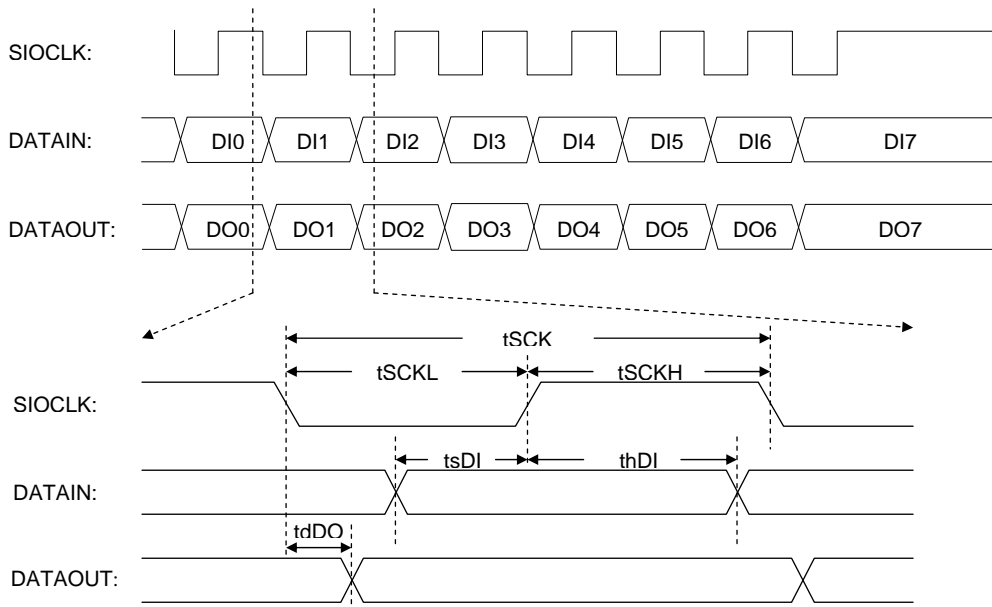 SIOCLK:
DATAIN: DI0 DI1 DI2 DI3 DI4 DI5 DI6 DI7
DATAOUT: DO0 DO1 DO2 DO3 DO4 DO5 DO6 DO7
tSCK
tSCKL tSCKH
SIOCLK:
tsDI thDI
DATAIN:
tdDO
DATAOUT: